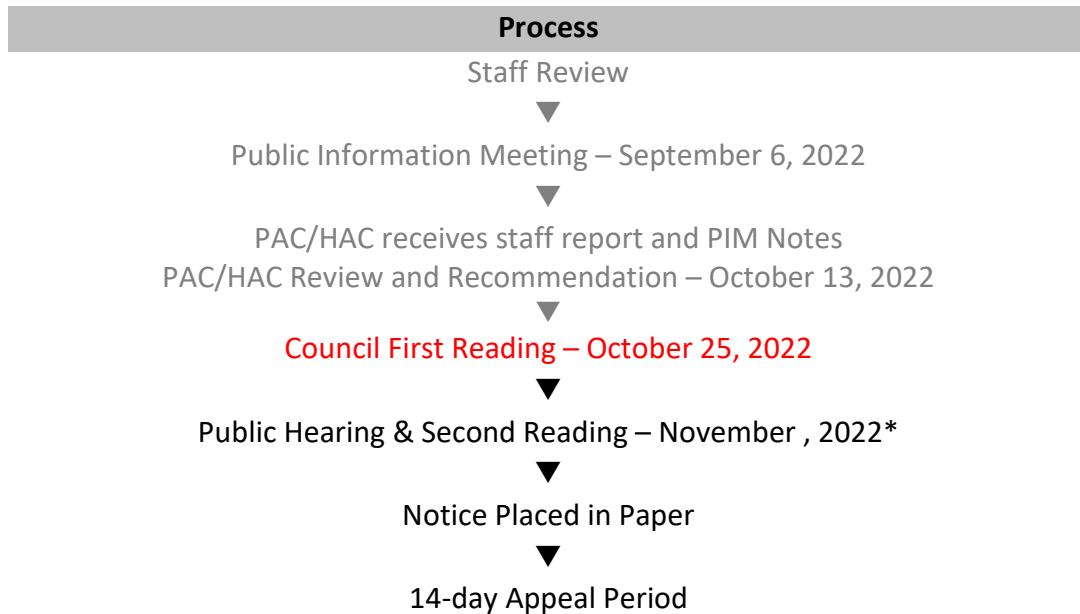 Process
Staff Review
Public Information Meeting – September 6, 2022
PAC/HAC receives staff report and PIM Notes
PAC/HAC Review and Recommendation – October 13, 2022
Council First Reading – October 25, 2022
Public Hearing & Second Reading – November , 2022*
Notice Placed in Paper
14-day Appeal Period